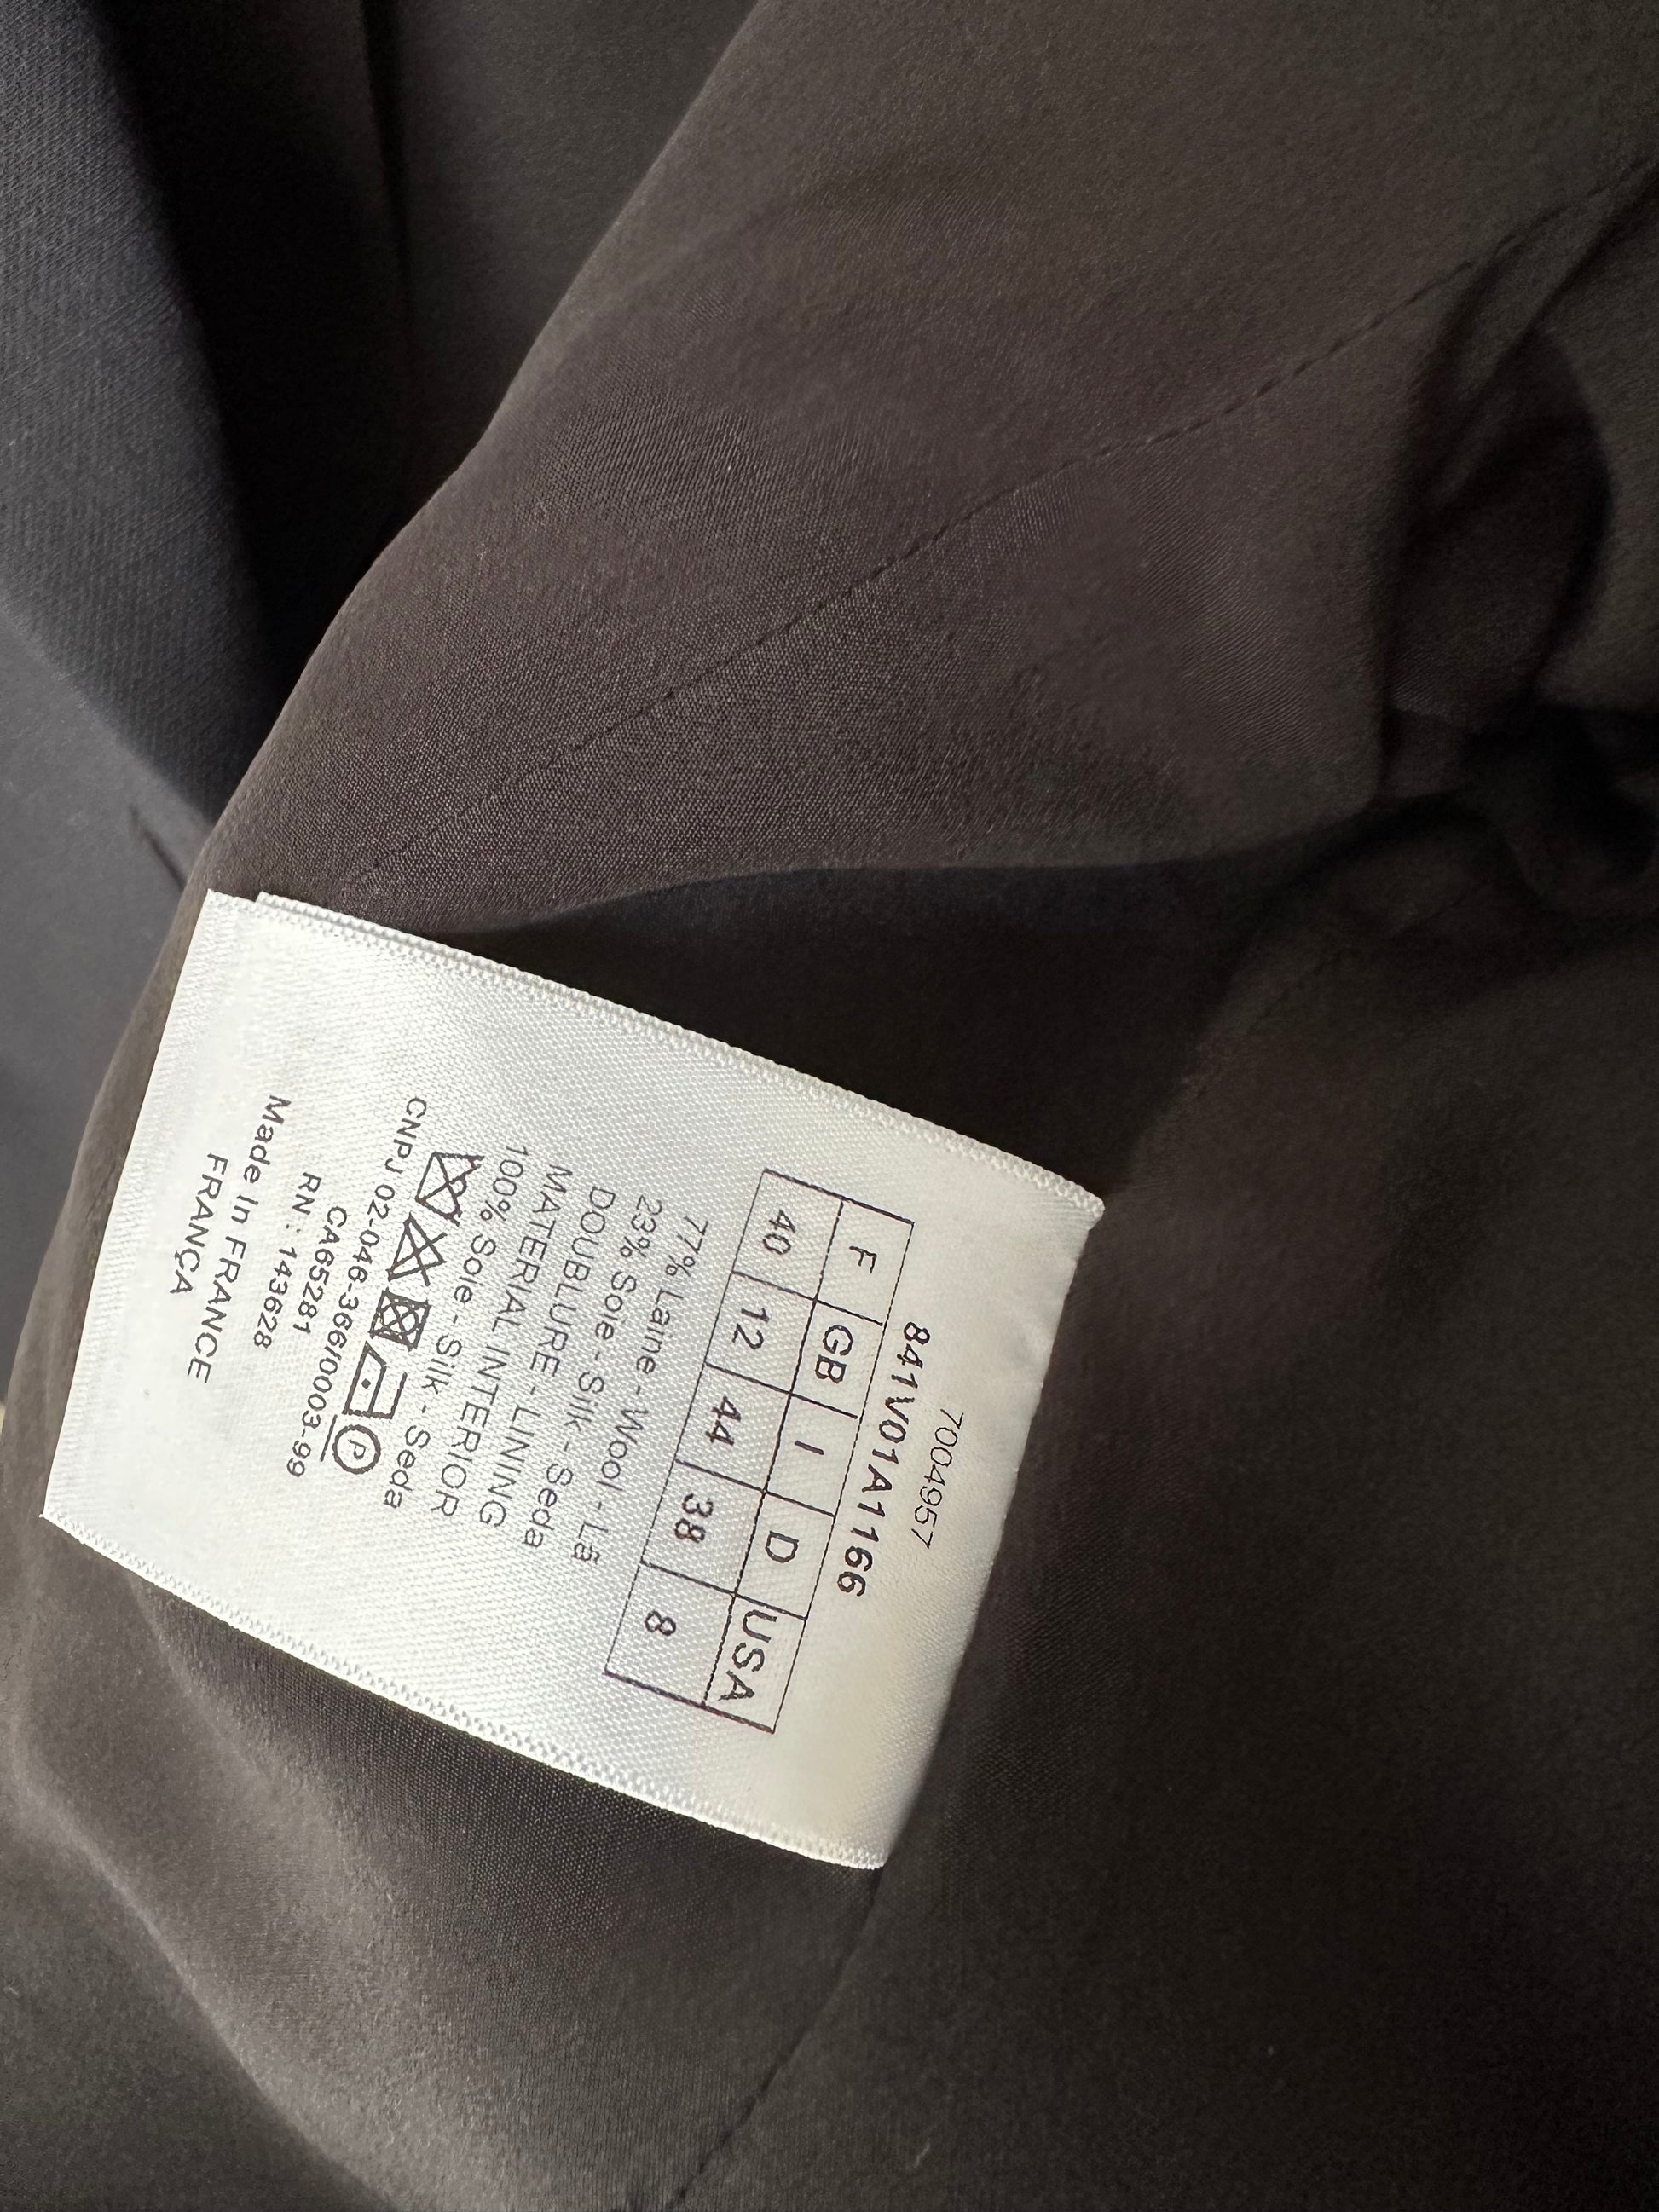 7004957
841V01A1166
F GB I D USA
40 12 44 38 8
77% Laine - Wool - Lã
23% Soie - Silk - Seda
DOUBLURE - LINING
MATERIAL INTERIOR
100% Soie - Silk - Seda
P
CNPJ 02-046-366/0003-99
CA65281
RN : 143628
Made In FRANCE
FRANÇA